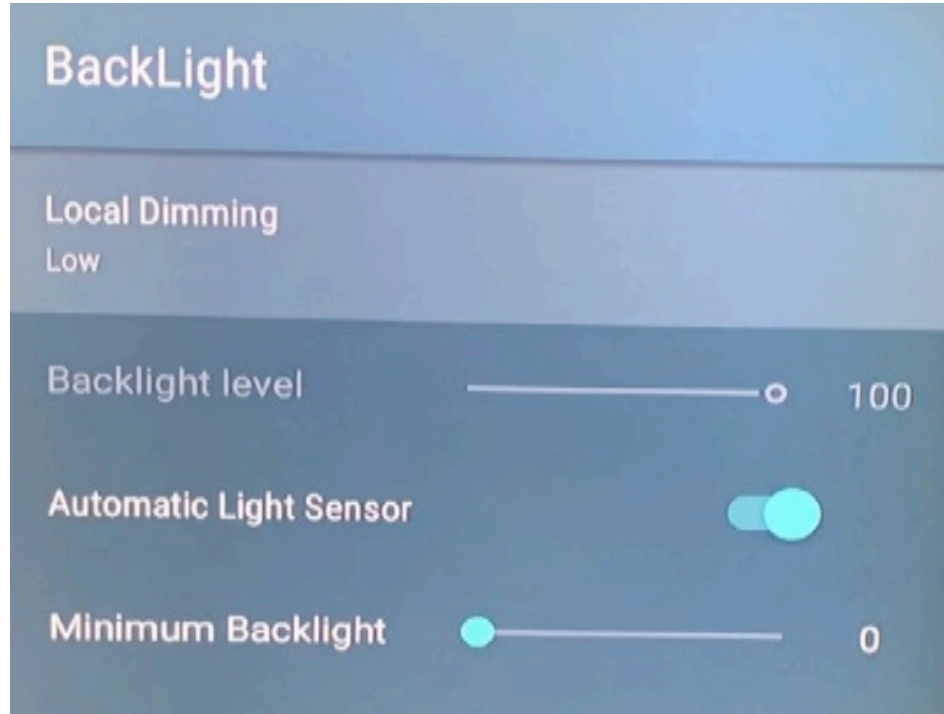 BackLight
Local Dimming
Low
Backlight level 100
Automatic Light Sensor
Minimum Backlight 0